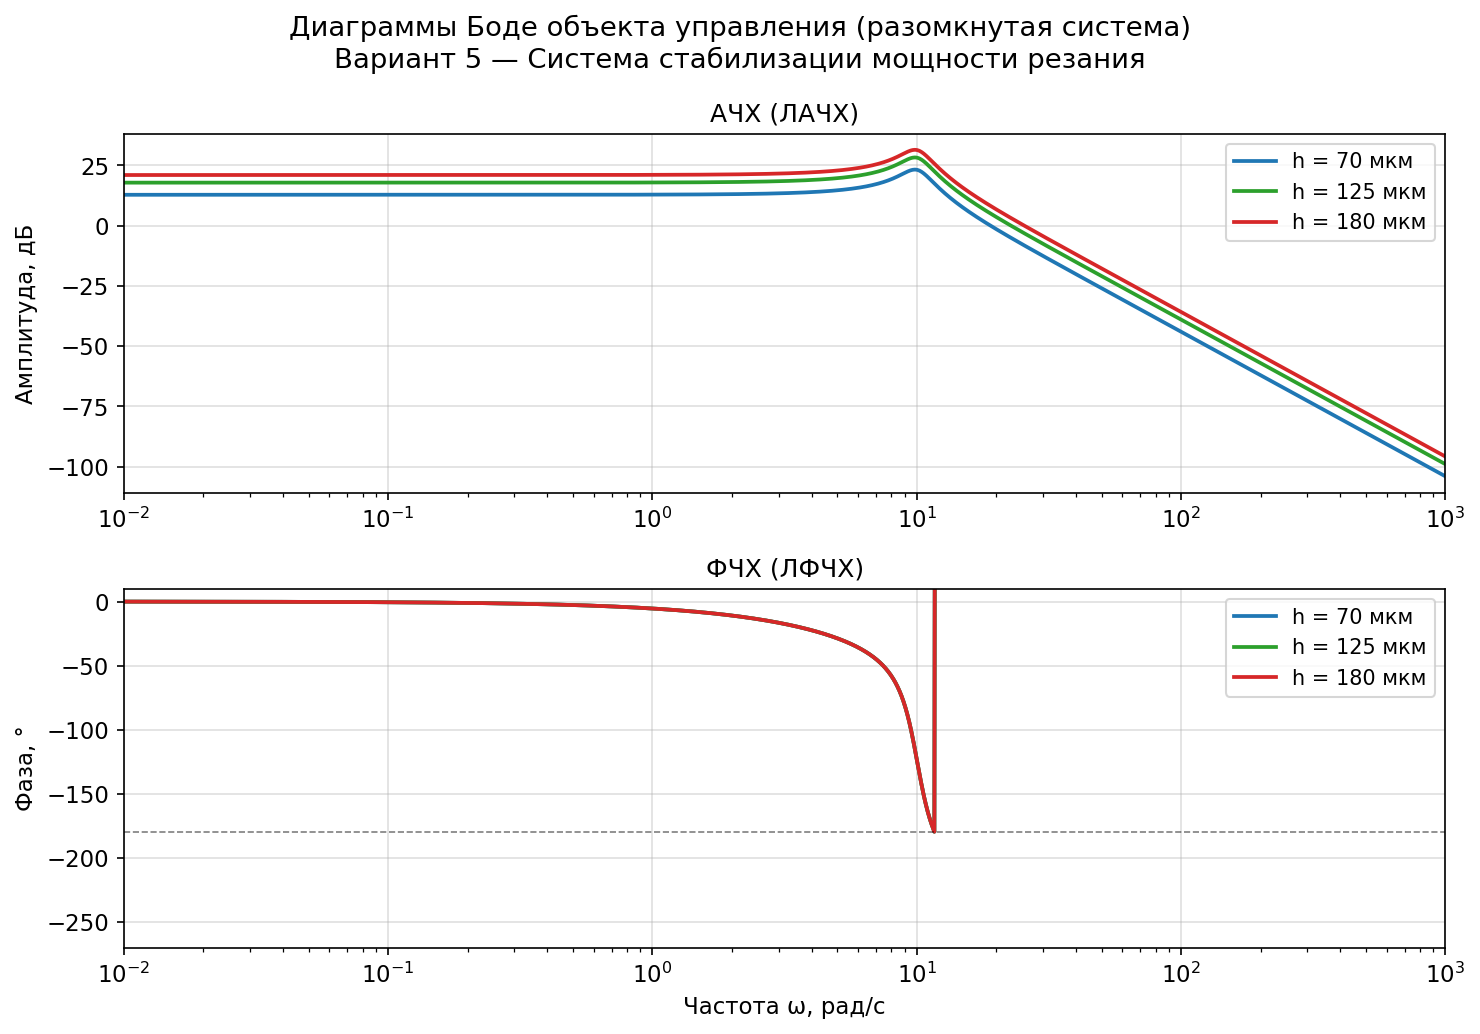 Диаграммы Боде объекта управления (разомкнутая система)
Вариант 5 — Система стабилизации мощности резания
АЧХ (ЛАЧХ)
Амплитуда, дБ
25
0
−25
−50
−75
−100
h = 70 мкм
h = 125 мкм
h = 180 мкм
10⁻² 10⁻¹ 10⁰ 10¹ 10² 10³
ФЧХ (ЛФЧХ)
Фаза, °
0
−50
−100
−150
−200
−250
h = 70 мкм
h = 125 мкм
h = 180 мкм
10⁻² 10⁻¹ 10⁰ 10¹ 10² 10³
Частота ω, рад/с